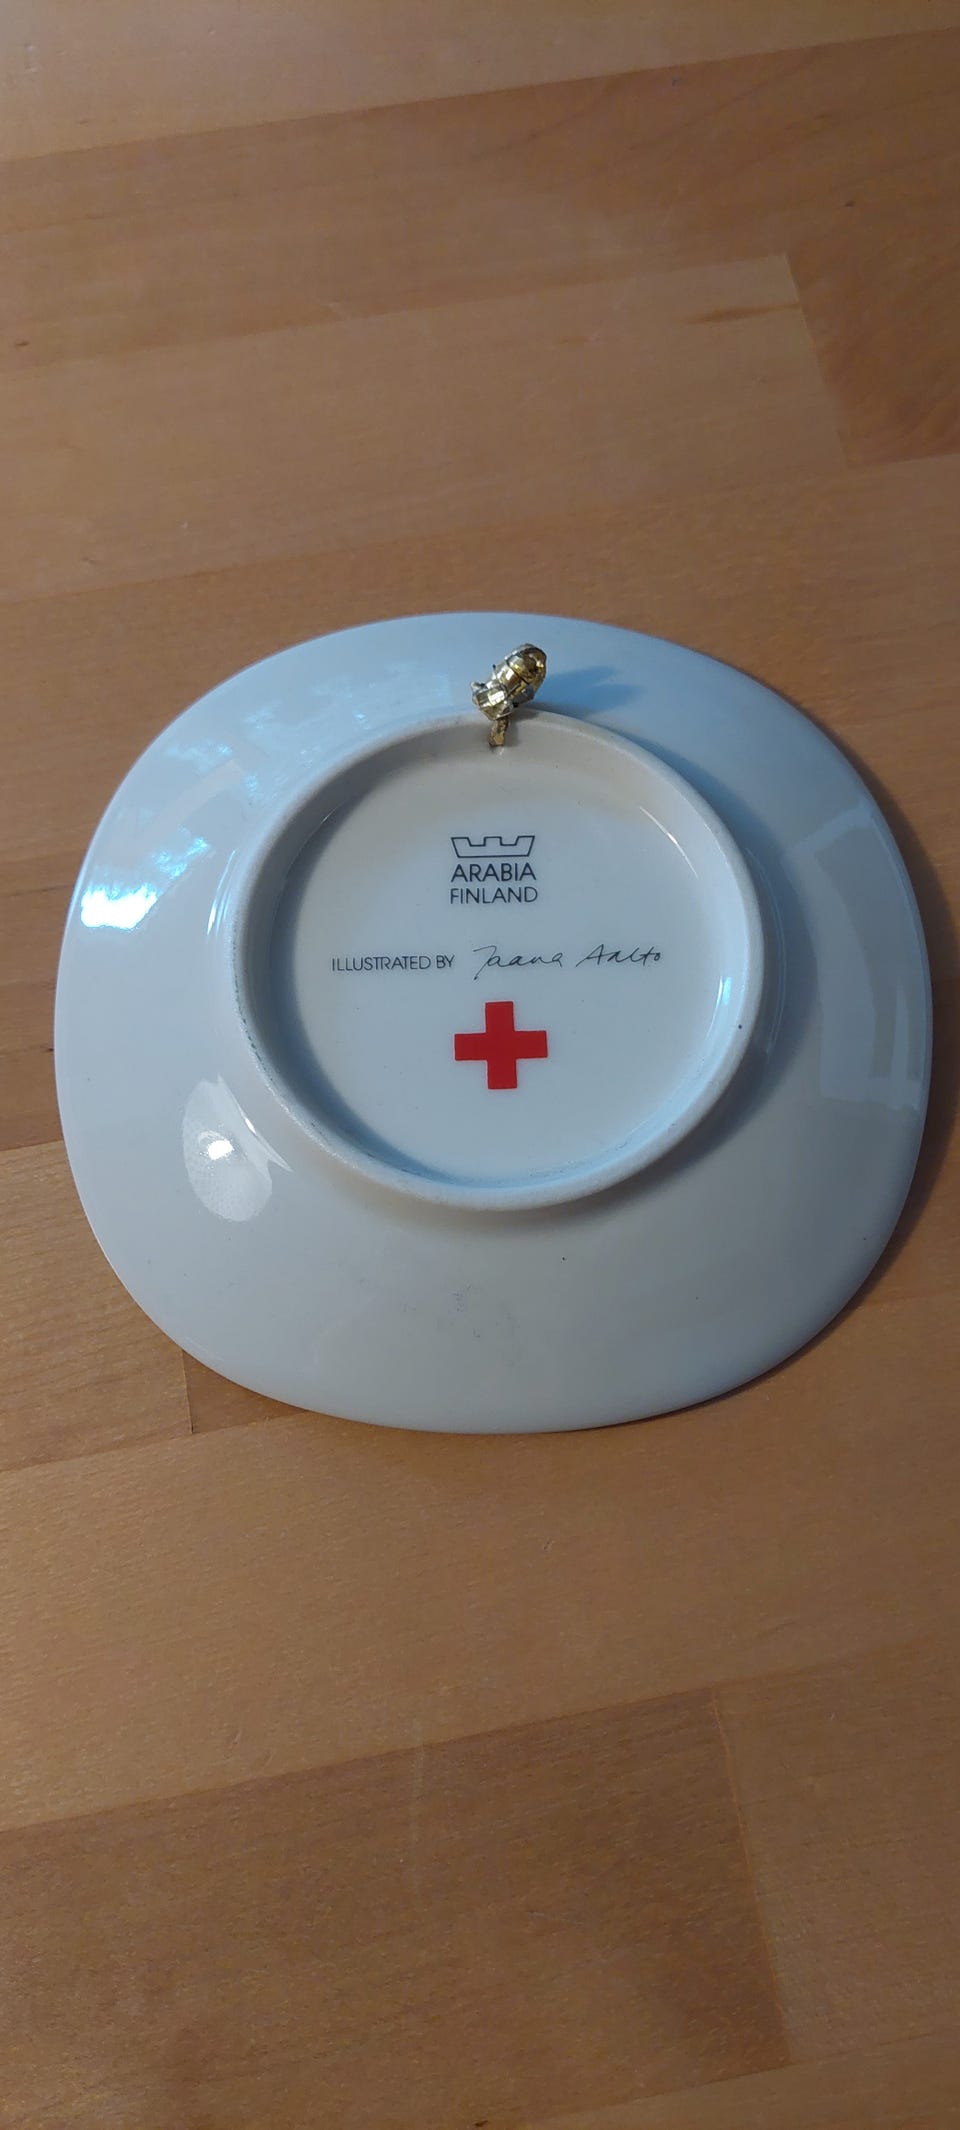 ARABIA
FINLAND
ILLUSTRATED BY Jaana Aalto